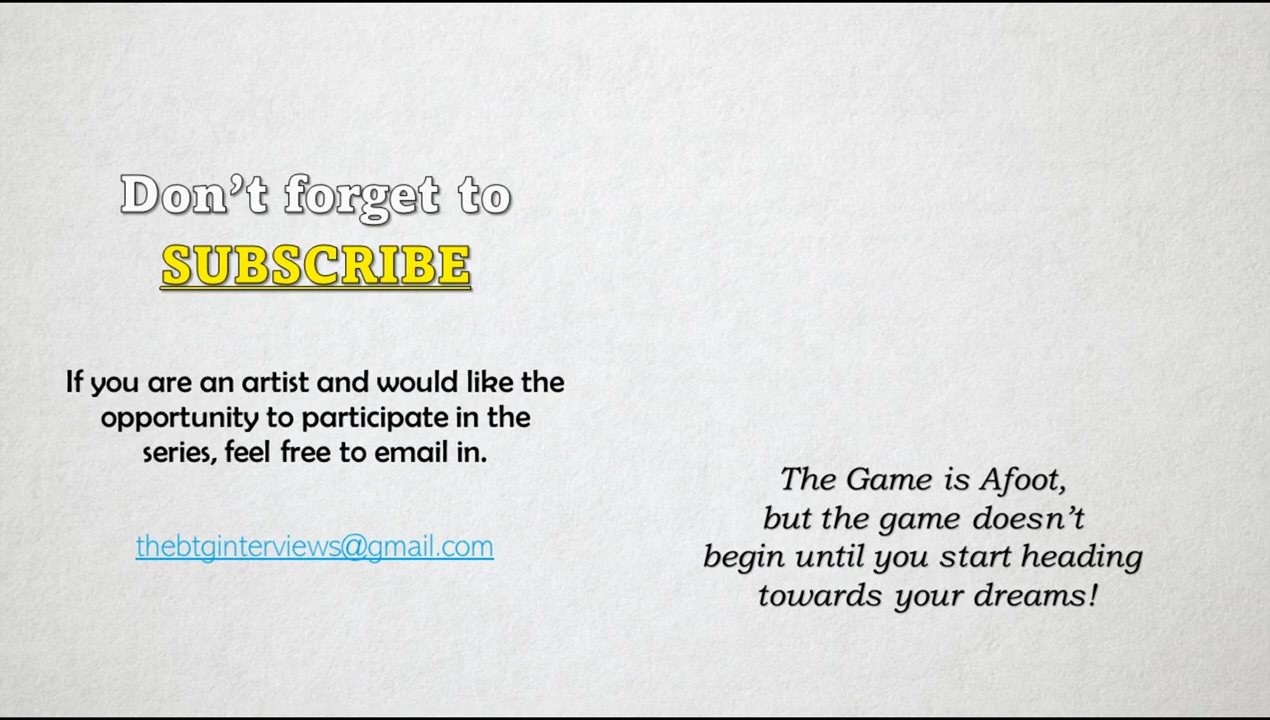 Don’t forget to
SUBSCRIBE
If you are an artist and would like the
opportunity to participate in the
series, feel free to email in.
thebtginterviews@gmail.com
The Game is Afoot,
but the game doesn’t
begin until you start heading
towards your dreams!